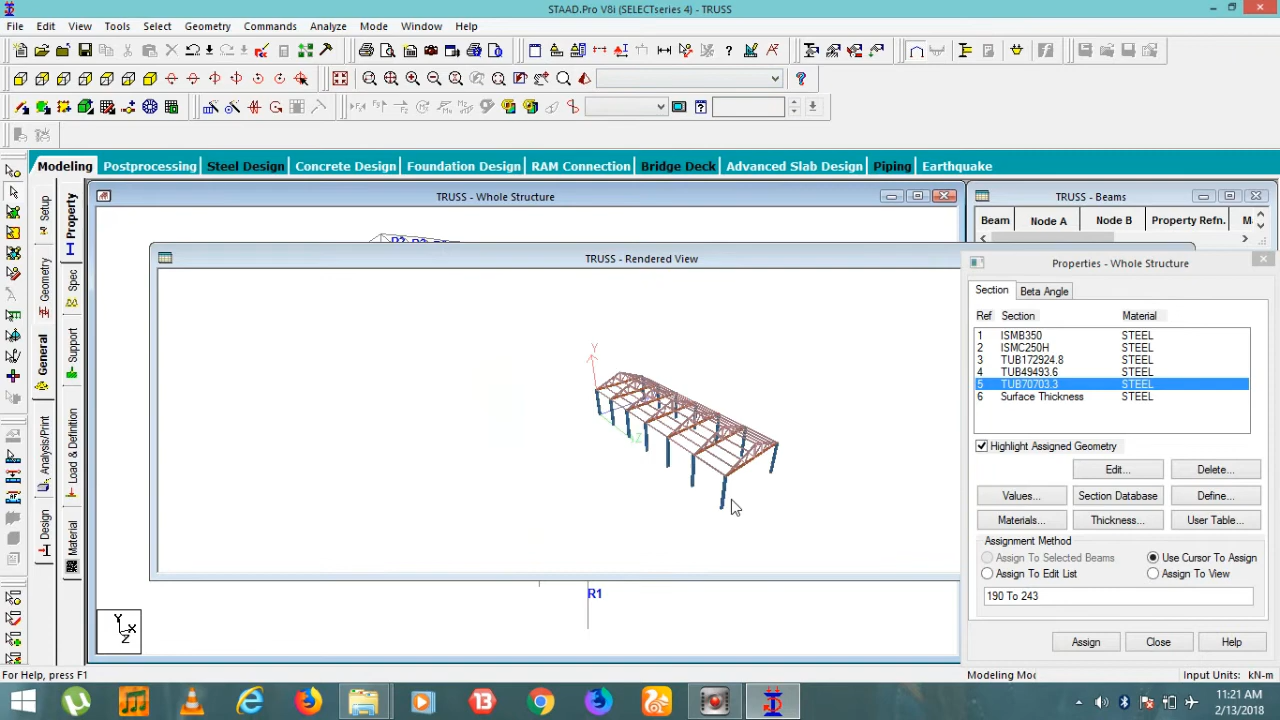 STAAD.Pro V8i (SELECTseries 4) - TRUSS
File Edit View Tools Select Geometry Commands Analyze Mode Window Help
Modeling Postprocessing Steel Design Concrete Design Foundation Design RAM Connection Bridge Deck Advanced Slab Design Piping Earthquake
TRUSS - Whole Structure
TRUSS - Beams
Beam Node A Node B Property Refn.
TRUSS - Rendered View
Y
Z
R1
Y
X
Z
Setup
Geometry
General
Analysis/Print
Design
Property
Spec
Support
Load & Definition
Material
Properties - Whole Structure
Section Beta Angle
Ref Section Material
1 ISMB350 STEEL
2 ISMC250H STEEL
3 TUB172924.8 STEEL
4 TUB49493.6 STEEL
5 TUB70703.3 STEEL
6 Surface Thickness STEEL
Highlight Assigned Geometry
Edit... Delete...
Values... Section Database Define...
Materials... Thickness... User Table...
Assignment Method
Assign To Selected Beams Use Cursor To Assign
Assign To Edit List Assign To View
190 To 243
Assign Close Help
For Help, press F1
Modeling Mo
Input Units: kN-m
13
11:21 AM
2/13/2018